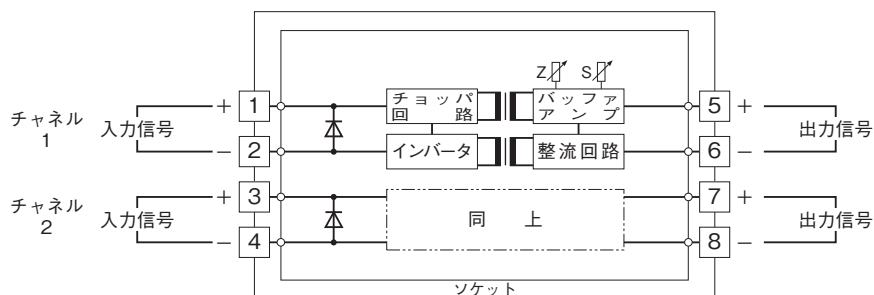 Z S
チャネル 1
入力信号
+ 1
− 2
チョッパ
回路
バッファ
アンプ
インバータ
整流回路
5 +
6 −
出力信号
チャネル 2
入力信号
+ 3
− 4
同上
7 +
8 −
出力信号
ソケット